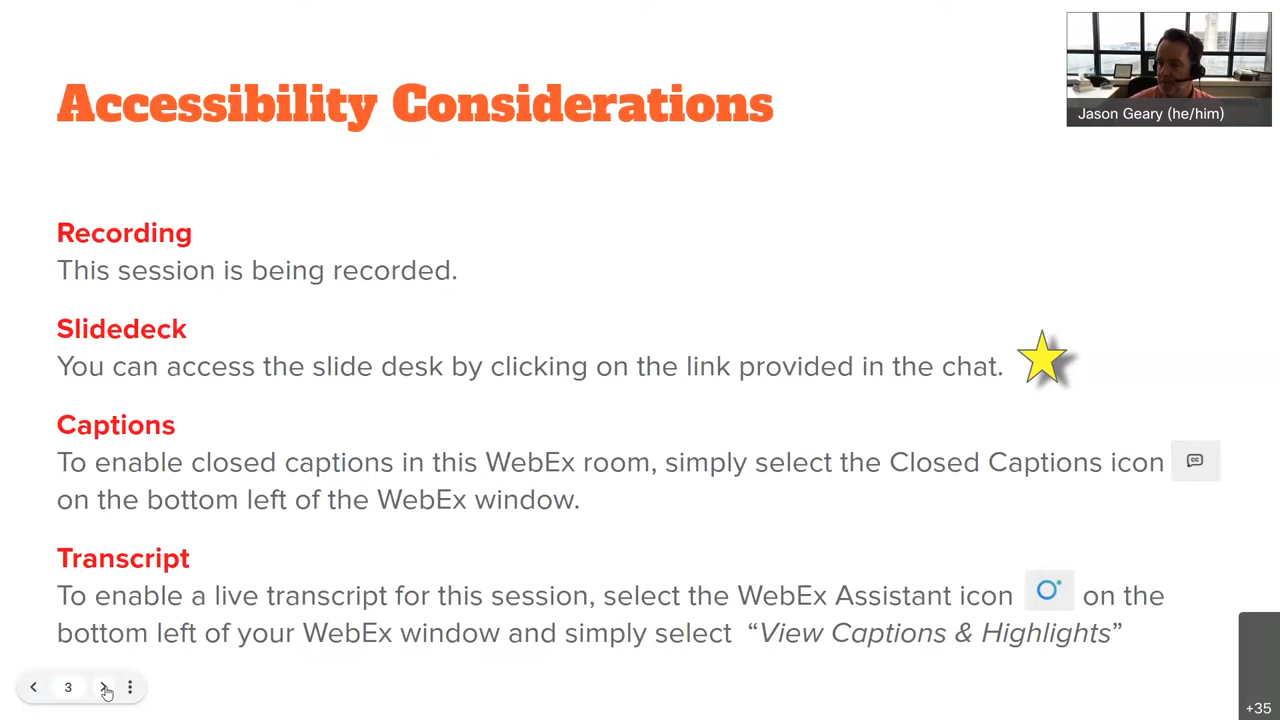 Accessibility Considerations
Jason Geary (he/him)
Recording
This session is being recorded.
Slidedeck
You can access the slide desk by clicking on the link provided in the chat.
Captions
To enable closed captions in this WebEx room, simply select the Closed Captions icon
on the bottom left of the WebEx window.
Transcript
To enable a live transcript for this session, select the WebEx Assistant icon on the
bottom left of your WebEx window and simply select “View Captions & Highlights”
3
+35